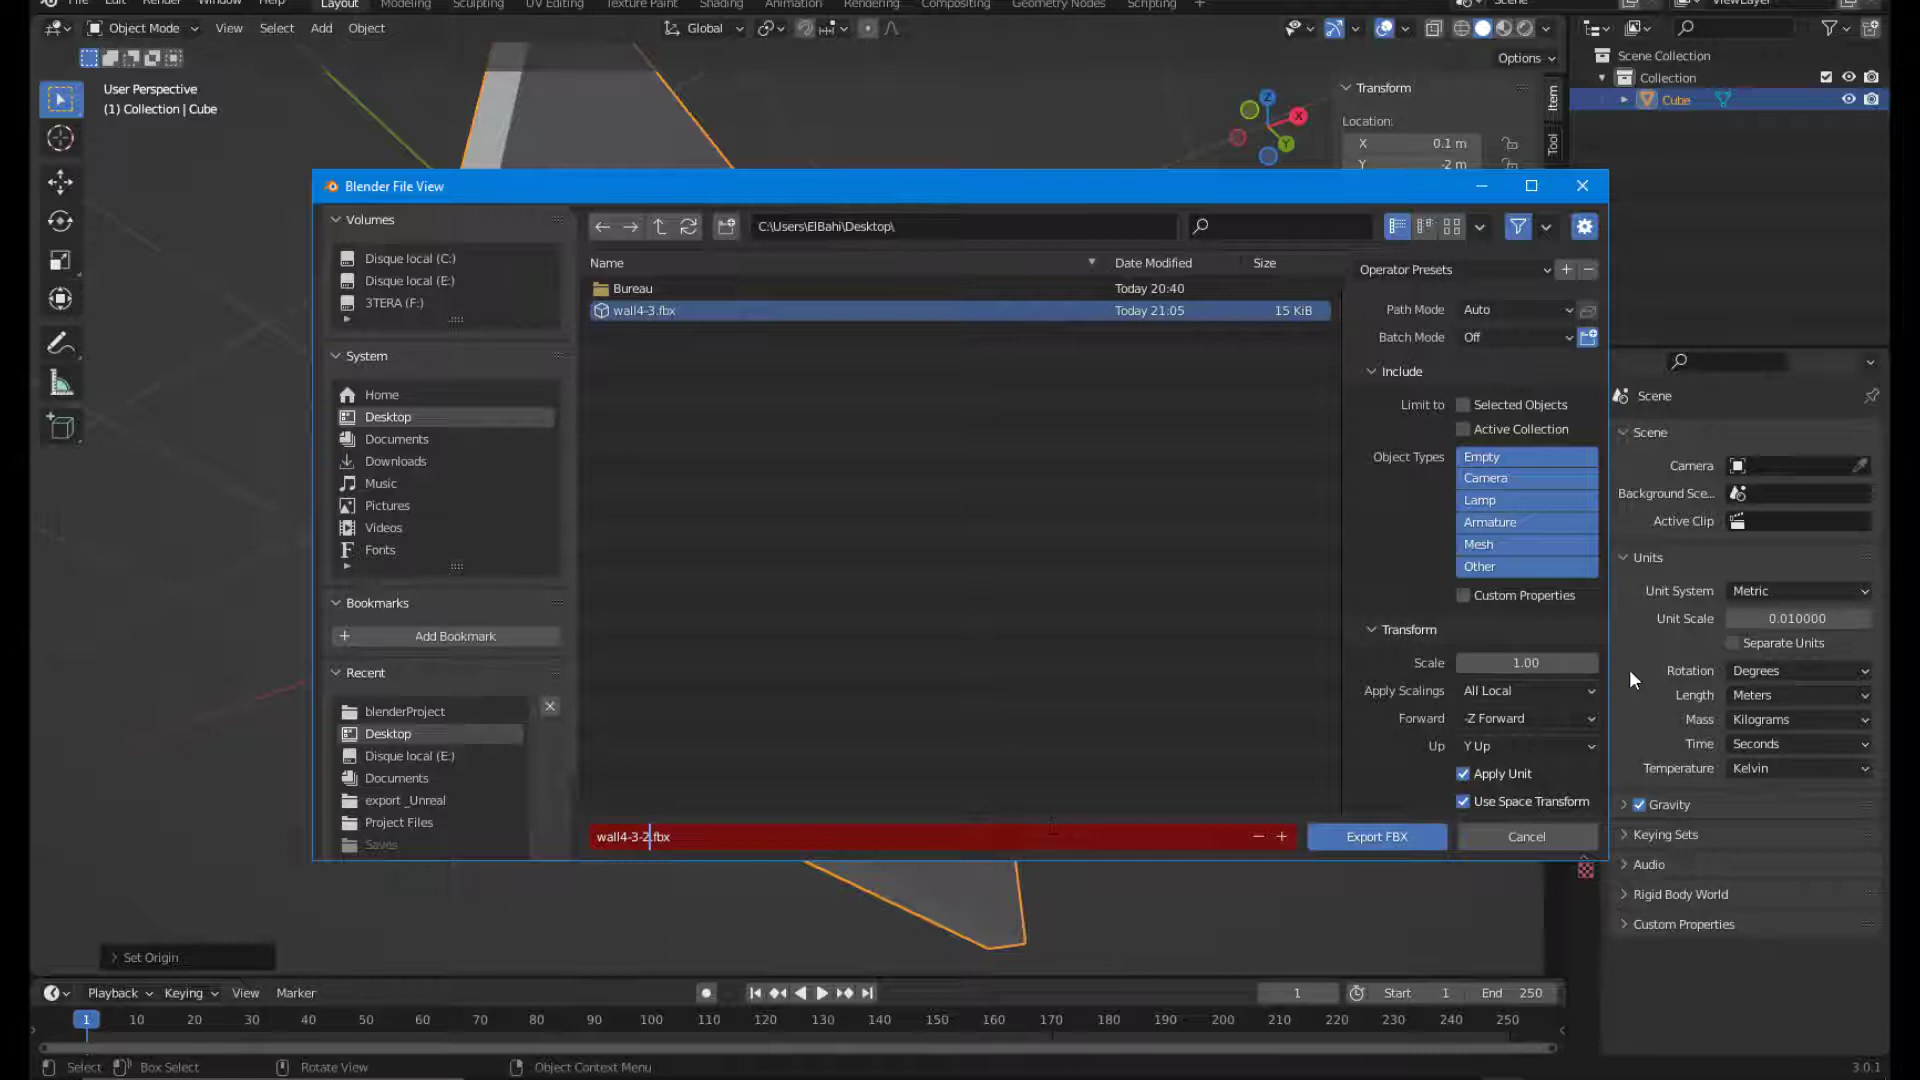 File Edit Render Window Help
Layout Modeling Sculpting UV Editing Texture Paint Shading Animation Rendering Compositing Geometry Nodes Scripting +
Scene
ViewLayer
Object Mode View Select Add Object
Global
Options
User Perspective
(1) Collection | Cube
Transform
Location:
X 0.1 m
Y -2 m
Item
Tool
Z
X
Y
Scene Collection
Collection
Cube
Blender File View
Volumes
Disque local (C:)
Disque local (E:)
3TERA (F:)
System
Home
Desktop
Documents
Downloads
Music
Pictures
Videos
Fonts
Bookmarks
Add Bookmark
Recent
blenderProject
Desktop
Disque local (E:)
Documents
export _Unreal
Project Files
Saves
C:\Users\ElBahi\Desktop\
Name Date Modified Size
Bureau Today 20:40
wall4-3.fbx Today 21:05 15 KiB
wall4-3-2.fbx
Operator Presets
Path Mode Auto
Batch Mode Off
Include
Limit to Selected Objects
Active Collection
Object Types Empty
Camera
Lamp
Armature
Mesh
Other
Custom Properties
Transform
Scale 1.00
Apply Scalings All Local
Forward -Z Forward
Up Y Up
Apply Unit
Use Space Transform
Export FBX
Cancel
Scene
Scene
Camera
Background Sce...
Active Clip
Units
Unit System Metric
Unit Scale 0.010000
Separate Units
Rotation Degrees
Length Meters
Mass Kilograms
Time Seconds
Temperature Kelvin
Gravity
Keying Sets
Audio
Rigid Body World
Custom Properties
Set Origin
Playback Keying View Marker
1
Start 1 End 250
1 10 20 30 40 50 60 70 80 90 100 110 120 130 140 150 160 170 180 190 200 210 220 230 240 250
Select Box Select Rotate View Object Context Menu
3.0.1